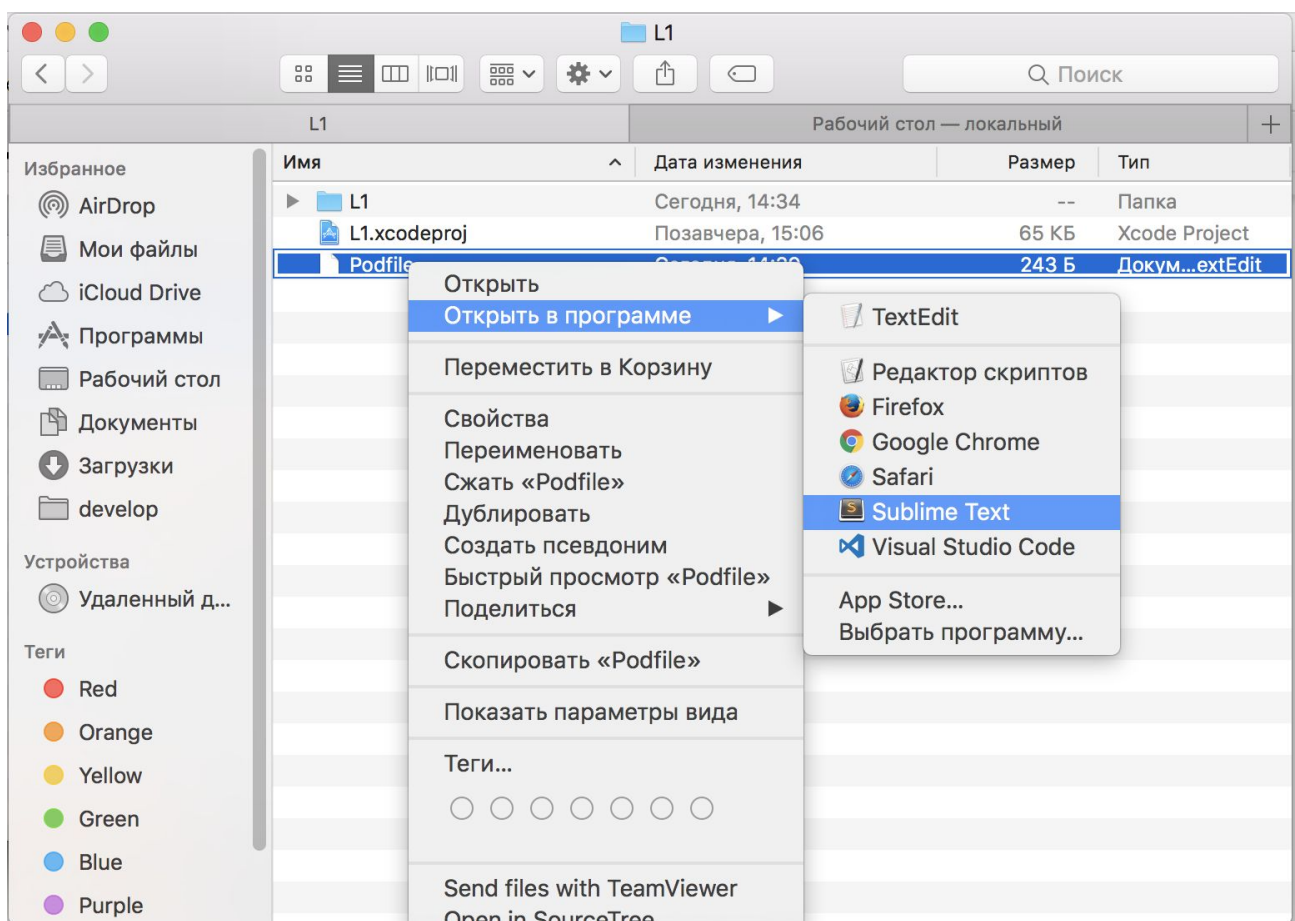 L1
Поиск
L1
Рабочий стол — локальный
Избранное
AirDrop
Мои файлы
iCloud Drive
Программы
Рабочий стол
Документы
Загрузки
develop
Устройства
Удаленный д...
Теги
Red
Orange
Yellow
Green
Blue
Purple
Имя Дата изменения Размер Тип
L1 Сегодня, 14:34 -- Папка
L1.xcodeproj Позавчера, 15:06 65 КБ Xcode Project
Podfile 243 Б Докум...extEdit
Открыть
Открыть в программе
Переместить в Корзину
Свойства
Переименовать
Сжать «Podfile»
Дублировать
Создать псевдоним
Быстрый просмотр «Podfile»
Поделиться
Скопировать «Podfile»
Показать параметры вида
Теги...
Send files with TeamViewer
Open in SourceTree
TextEdit
Редактор скриптов
Firefox
Google Chrome
Safari
Sublime Text
Visual Studio Code
App Store...
Выбрать программу...